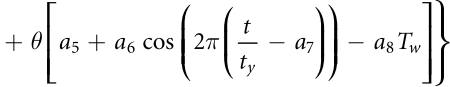 + θ[a₅ + a₆ cos(2π(t/t_y − a₇)) − a₈T_w]}